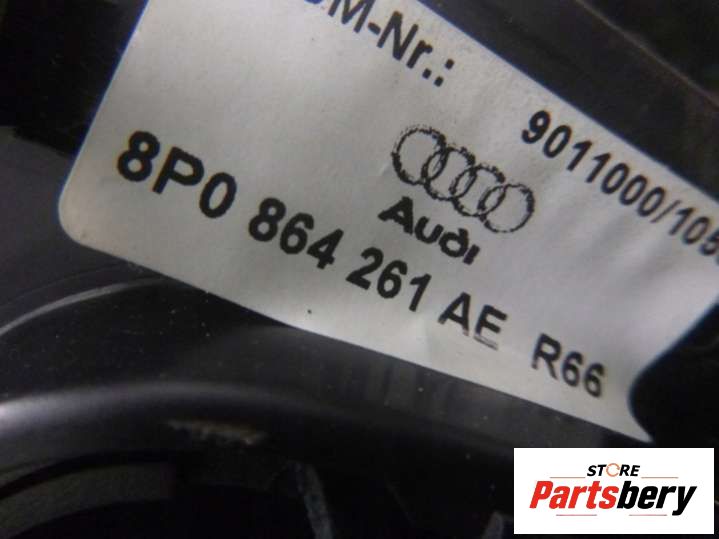 M-Nr.:
9011000/105
Audi
8P0 864 261 AE R66
STORE
Partsbery